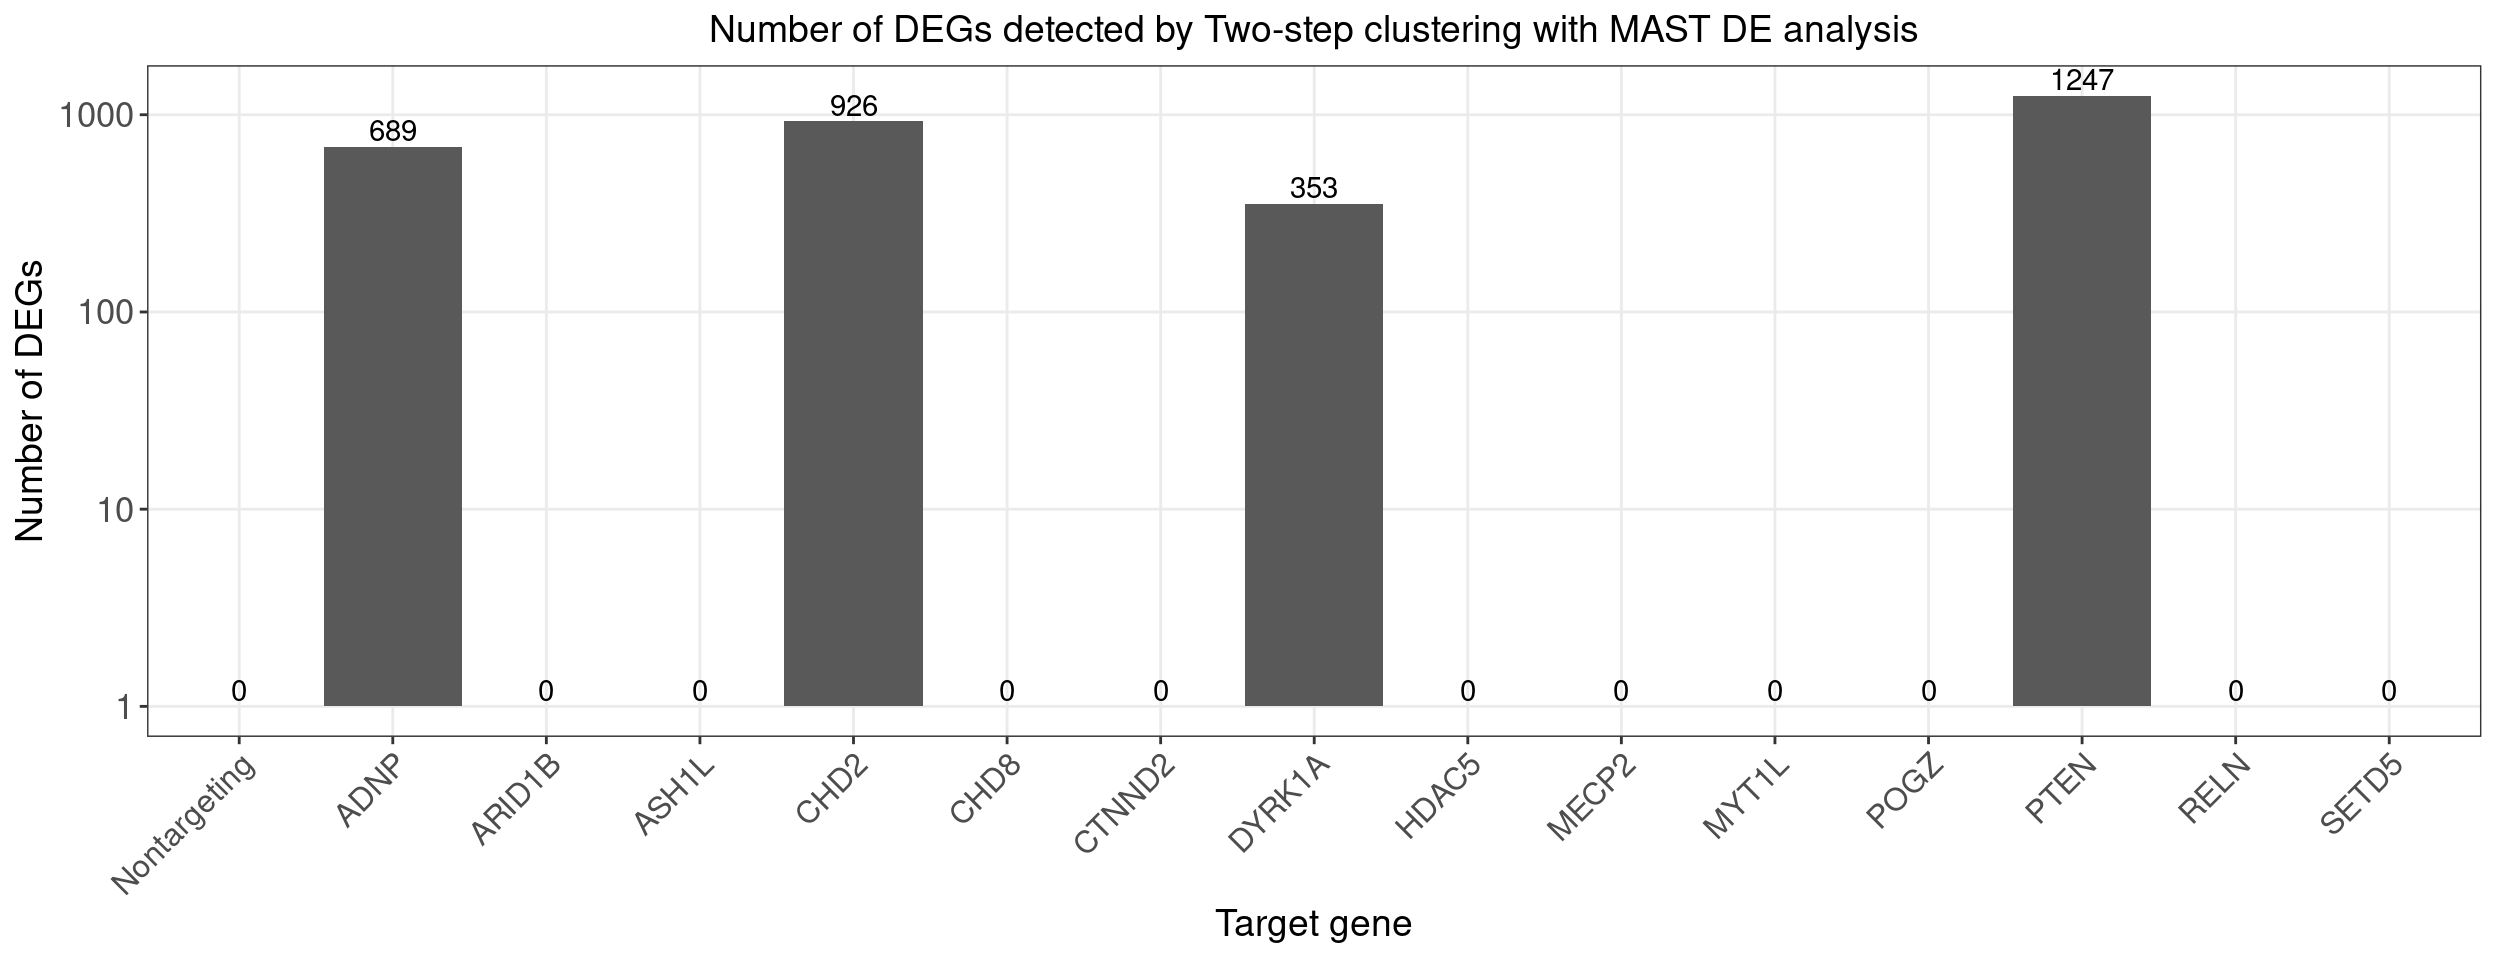 Number of DEGs detected by Two-step clustering with MAST DE analysis
Number of DEGs
1000
100
10
1
0
689
0
0
926
0
0
353
0
0
0
0
1247
0
0
Nontargeting
ADNP
ARID1B
ASH1L
CHD2
CHD8
CTNND2
DYRK1A
HDAC5
MECP2
MYT1L
POGZ
PTEN
RELN
SETD5
Target gene